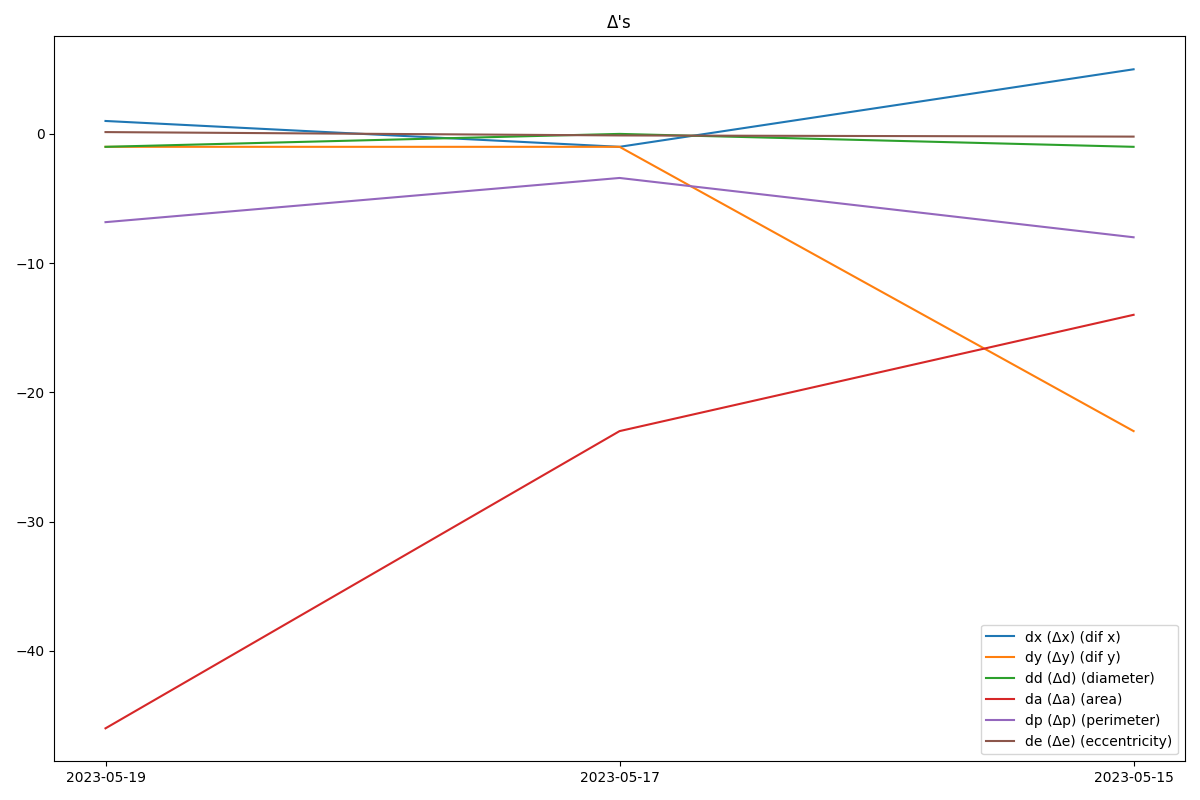 Δ's
0
−10
−20
−30
−40
2023-05-19
2023-05-17
2023-05-15
dx (Δx) (dif x)
dy (Δy) (dif y)
dd (Δd) (diameter)
da (Δa) (area)
dp (Δp) (perimeter)
de (Δe) (eccentricity)